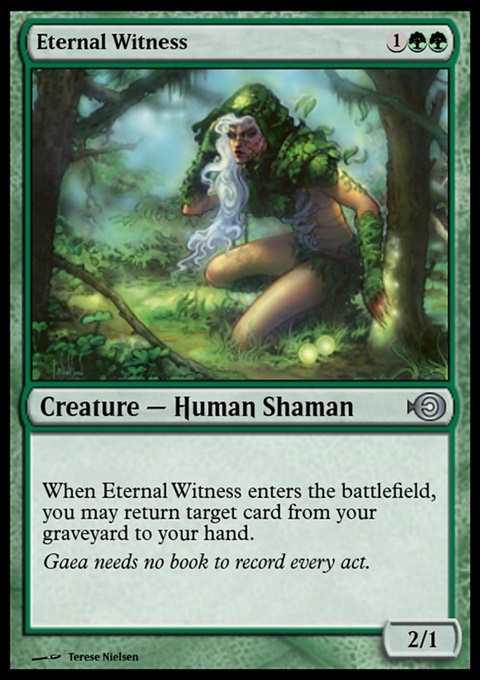 Eternal Witness 1
Creature — Human Shaman
When Eternal Witness enters the battlefield,
you may return target card from your
graveyard to your hand.
Gaea needs no book to record every act.
2/1
Terese Nielsen